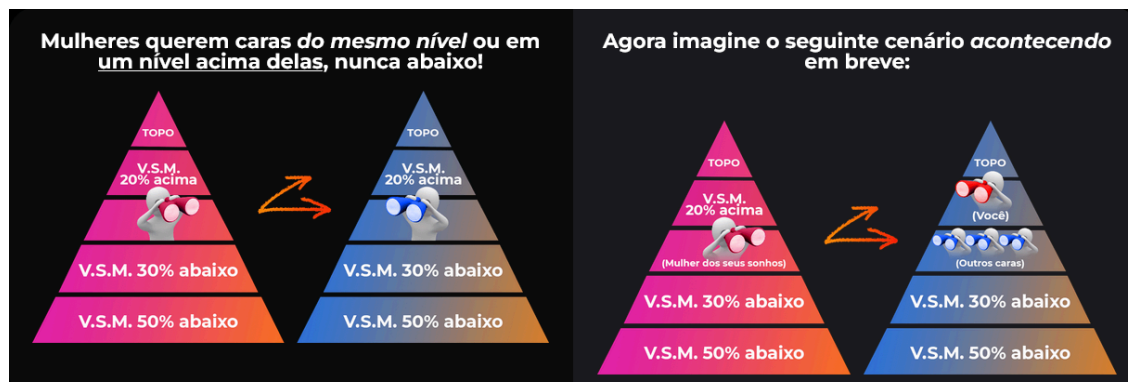 Mulheres querem caras do mesmo nível ou em
um nível acima delas, nunca abaixo!
TOPO
V.S.M.
20% acima
V.S.M. 30% abaixo
V.S.M. 50% abaixo
TOPO
V.S.M.
20% acima
V.S.M. 30% abaixo
V.S.M. 50% abaixo
Agora imagine o seguinte cenário acontecendo
em breve:
TOPO
V.S.M.
20% acima
(Mulher dos seus sonhos)
V.S.M. 30% abaixo
V.S.M. 50% abaixo
TOPO
(Você)
(Outros caras)
V.S.M. 30% abaixo
V.S.M. 50% abaixo